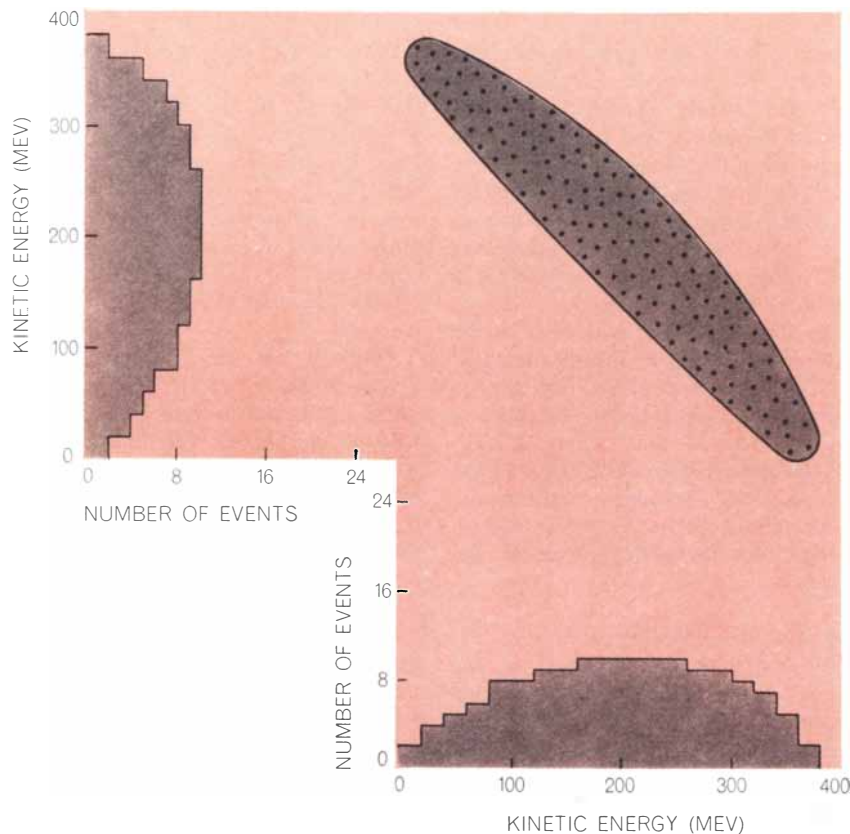 400
300
200
100
0
KINETIC ENERGY (MEV)
0 8 16 24
NUMBER OF EVENTS
24
16
8
0
NUMBER OF EVENTS
0 100 200 300 400
KINETIC ENERGY (MEV)